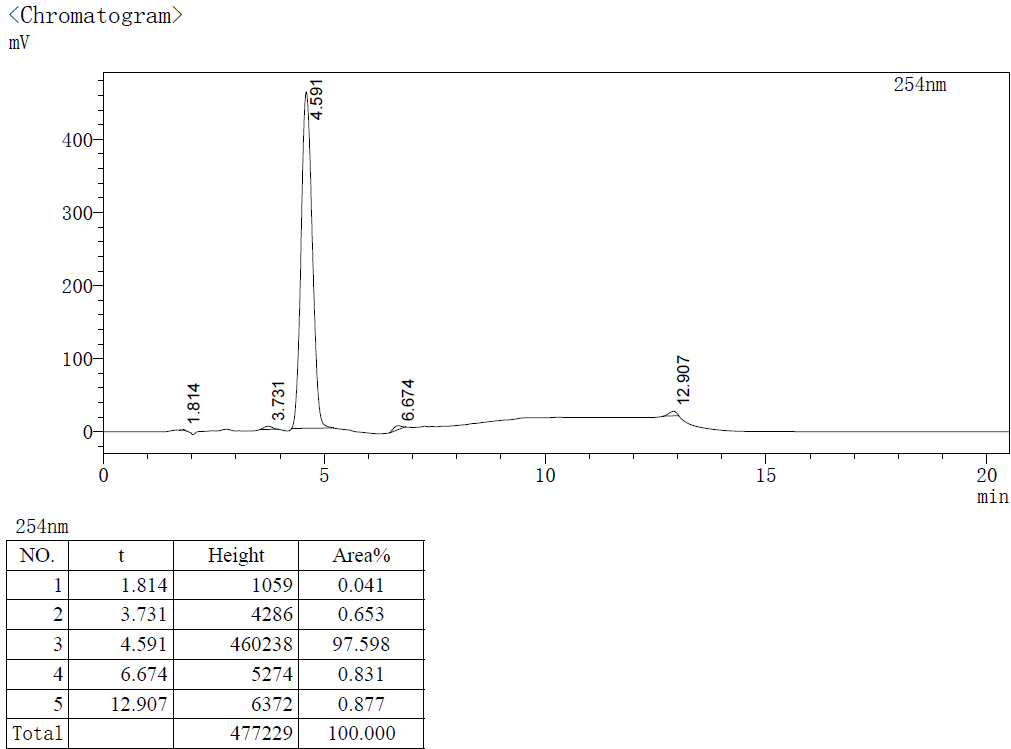 <Chromatogram>
mV
254nm
4.591
400
300
200
100
0
1.814
3.731
6.674
12.907
0 5 10 15 20
min
254nm
NO. t Height Area%
1 1.814 1059 0.041
2 3.731 4286 0.653
3 4.591 460238 97.598
4 6.674 5274 0.831
5 12.907 6372 0.877
Total 477229 100.000